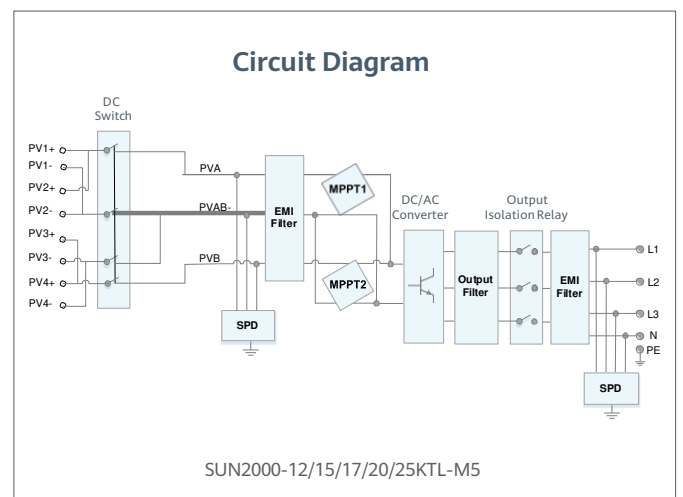 Circuit Diagram
DC
Switch
PV1+
PV1-
PV2+
PV2-
PV3+
PV3-
PV4+
PV4-
PVA
PVAB-
PVB
EMI
Filter
SPD
MPPT1
MPPT2
DC/AC
Converter
Output
Filter
Output
Isolation Relay
EMI
Filter
L1
L2
L3
N
PE
SPD
SUN2000-12/15/17/20/25KTL-M5